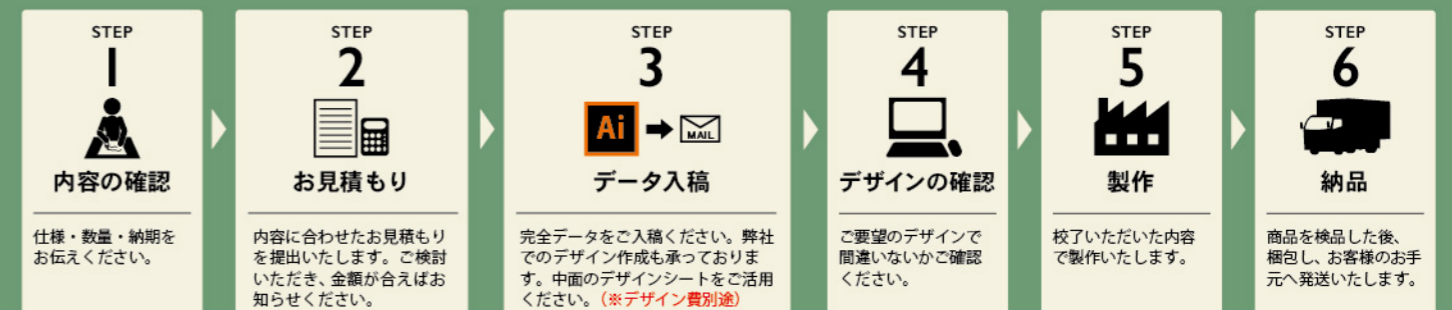 STEP
1
内容の確認
仕様・数量・納期を
お伝えください。
STEP
2
お見積もり
内容に合わせたお見積もり
を提出いたします。ご検討
いただき、金額が合えばお
知らせください。
STEP
3
Ai
MAIL
データ入稿
完全データをご入稿ください。弊社
でのデザイン作成も承っておりま
す。中面のデザインシートをご活用
ください。(※デザイン費別途)
STEP
4
デザインの確認
ご要望のデザインで
間違いないかご確認
ください。
STEP
5
製作
校了いただいた内容
で製作いたします。
STEP
6
納品
商品を検品した後、
梱包し、お客様のお手
元へ発送いたします。